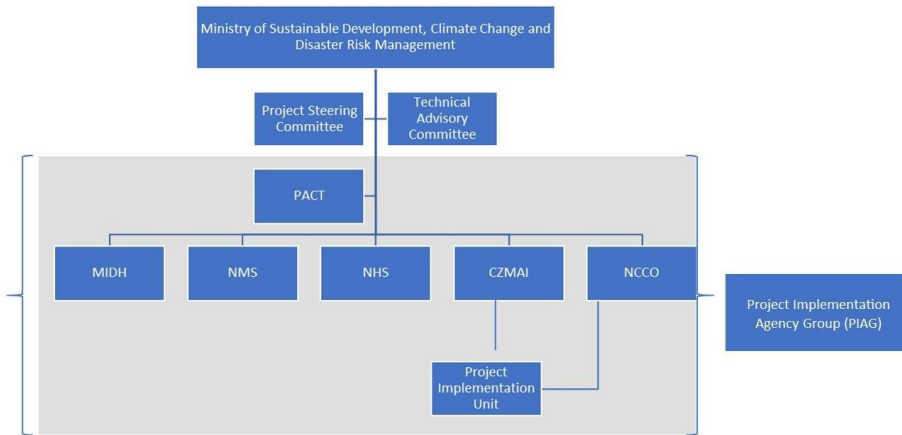 Ministry of Sustainable Development, Climate Change and
Disaster Risk Management
Project Steering
Committee
Technical
Advisory
Committee
PACT
MIDH
NMS
NHS
CZMAI
NCCO
Project Implementation
Agency Group (PIAG)
Project
Implementation
Unit